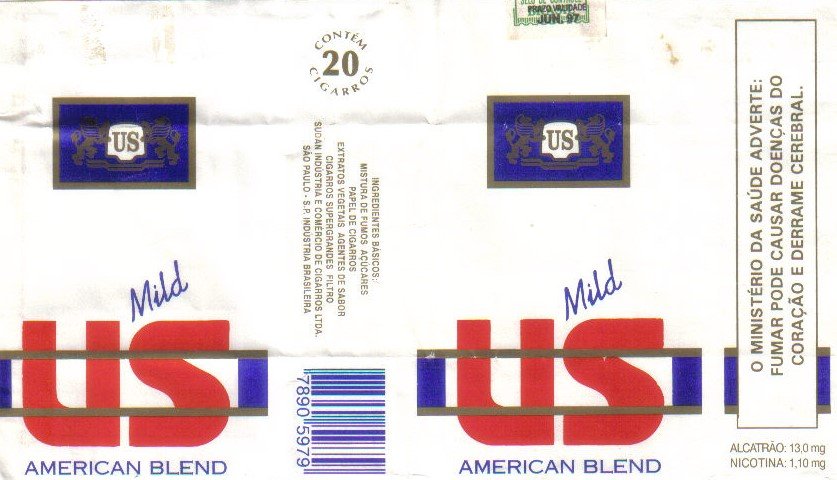 US
Mild
US
AMERICAN BLEND
CONTÉM
20
CIGARROS
INGREDIENTES BÁSICOS:
MISTURA DE FUMOS AÇÚCARES
PAPEL DE CIGARROS
EXTRATOS VEGETAIS AGENTES DE SABOR
CIGARROS SUPERGRANDES FILTRO
SUDAN INDÚSTRIA E COMÉRCIO DE CIGARROS LTDA.
SÃO PAULO - S.P. INDÚSTRIA BRASILEIRA
7890 5979
PRAZO VALIDADE
JUN. 97
US
Mild
US
AMERICAN BLEND
O MINISTÉRIO DA SAÚDE ADVERTE:
FUMAR PODE CAUSAR DOENÇAS DO
CORAÇÃO E DERRAME CEREBRAL.
ALCATRÃO: 13,0 mg
NICOTINA: 1,10 mg